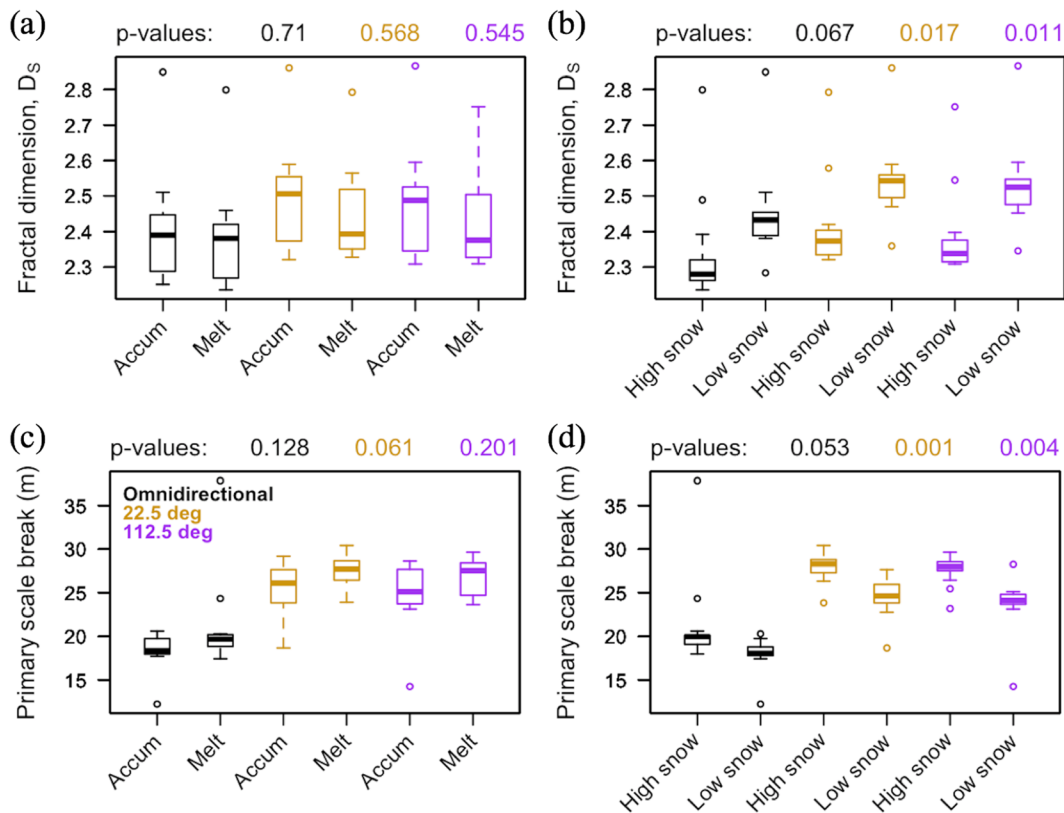 (a)
p-values: 0.71 0.568 0.545
Fractal dimension, DS
2.8
2.7
2.6
2.5
2.4
2.3
Accum Melt Accum Melt Accum Melt
(b)
p-values: 0.067 0.017 0.011
Fractal dimension, DS
2.8
2.7
2.6
2.5
2.4
2.3
High snow Low snow High snow Low snow High snow Low snow
(c)
p-values: 0.128 0.061 0.201
Primary scale break (m)
Omnidirectional
22.5 deg
112.5 deg
35
30
25
20
15
Accum Melt Accum Melt Accum Melt
(d)
p-values: 0.053 0.001 0.004
Primary scale break (m)
35
30
25
20
15
High snow Low snow High snow Low snow High snow Low snow